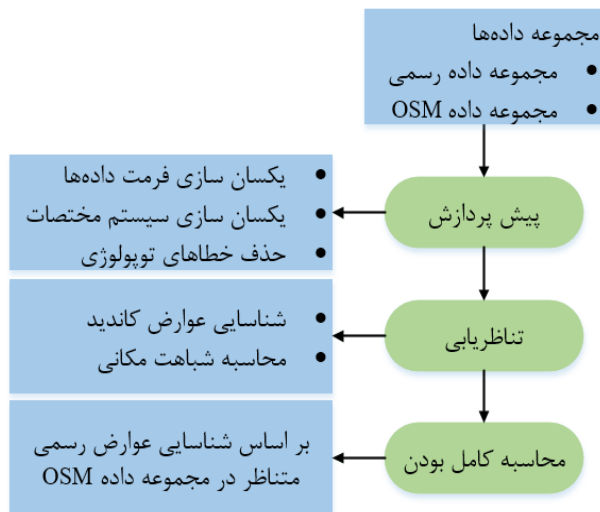 مجموعه داده‌ها
• مجموعه داده رسمی
• مجموعه داده OSM
پیش پردازش
• یکسان سازی فرمت داده‌ها
• یکسان سازی سیستم مختصات
• حذف خطاهای توپولوژی
تناظریابی
• شناسایی عوارض کاندید
• محاسبه شباهت مکانی
محاسبه کامل بودن
بر اساس شناسایی عوارض رسمی
متناظر در مجموعه داده OSM